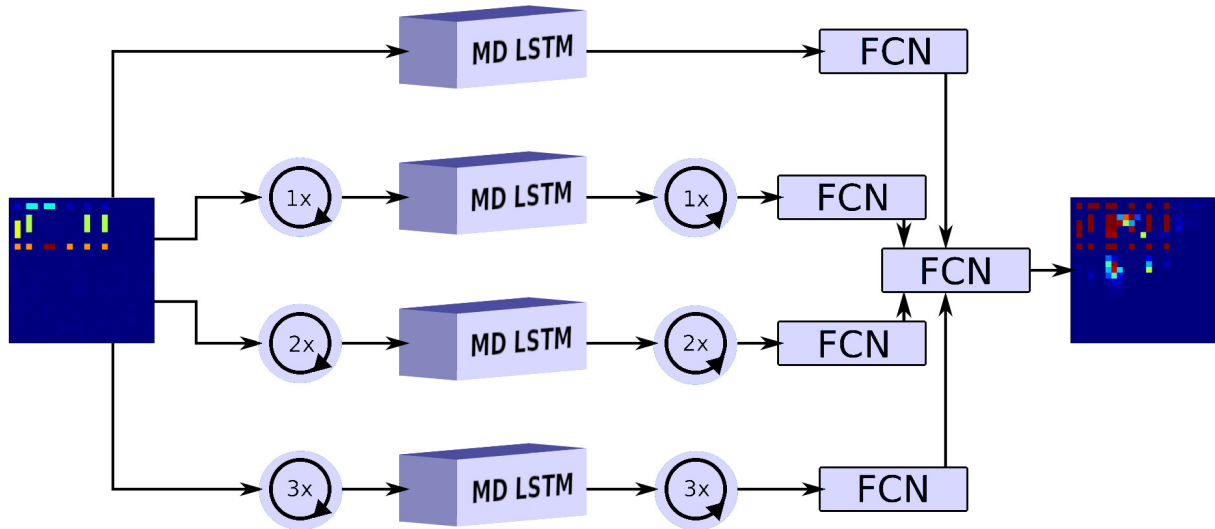 MD LSTM
FCN
1x
MD LSTM
1x
FCN
FCN
2x
MD LSTM
2x
FCN
3x
MD LSTM
3x
FCN